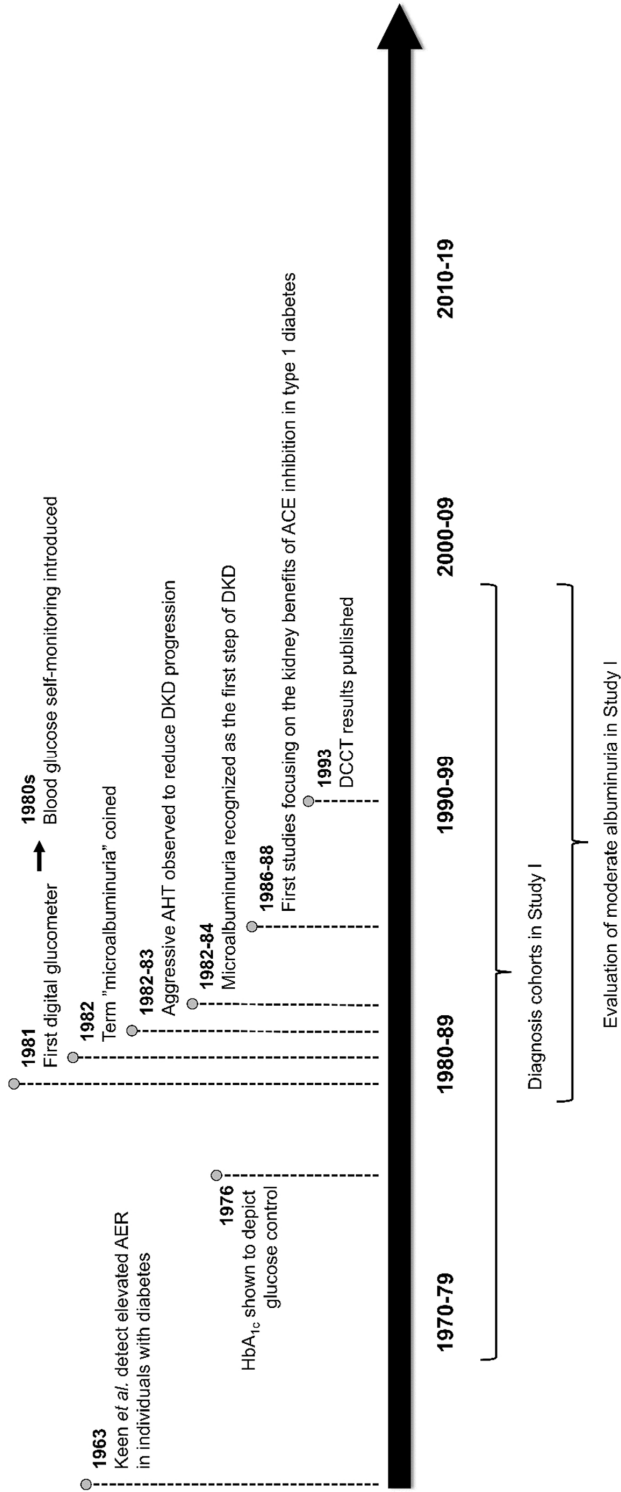 1963
Keen et al. detect elevated AER
in individuals with diabetes
1976
HbA1c shown to depict
glucose control
1981
First digital glucometer
1980s
Blood glucose self-monitoring introduced
1982
Term "microalbuminuria" coined
1982-83
Aggressive AHT observed to reduce DKD progression
1982-84
Microalbuminuria recognized as the first step of DKD
1986-88
First studies focusing on the kidney benefits of ACE inhibition in type 1 diabetes
1993
DCCT results published
1970-79
1980-89
1990-99
2000-09
2010-19
Diagnosis cohorts in Study I
Evaluation of moderate albuminuria in Study I